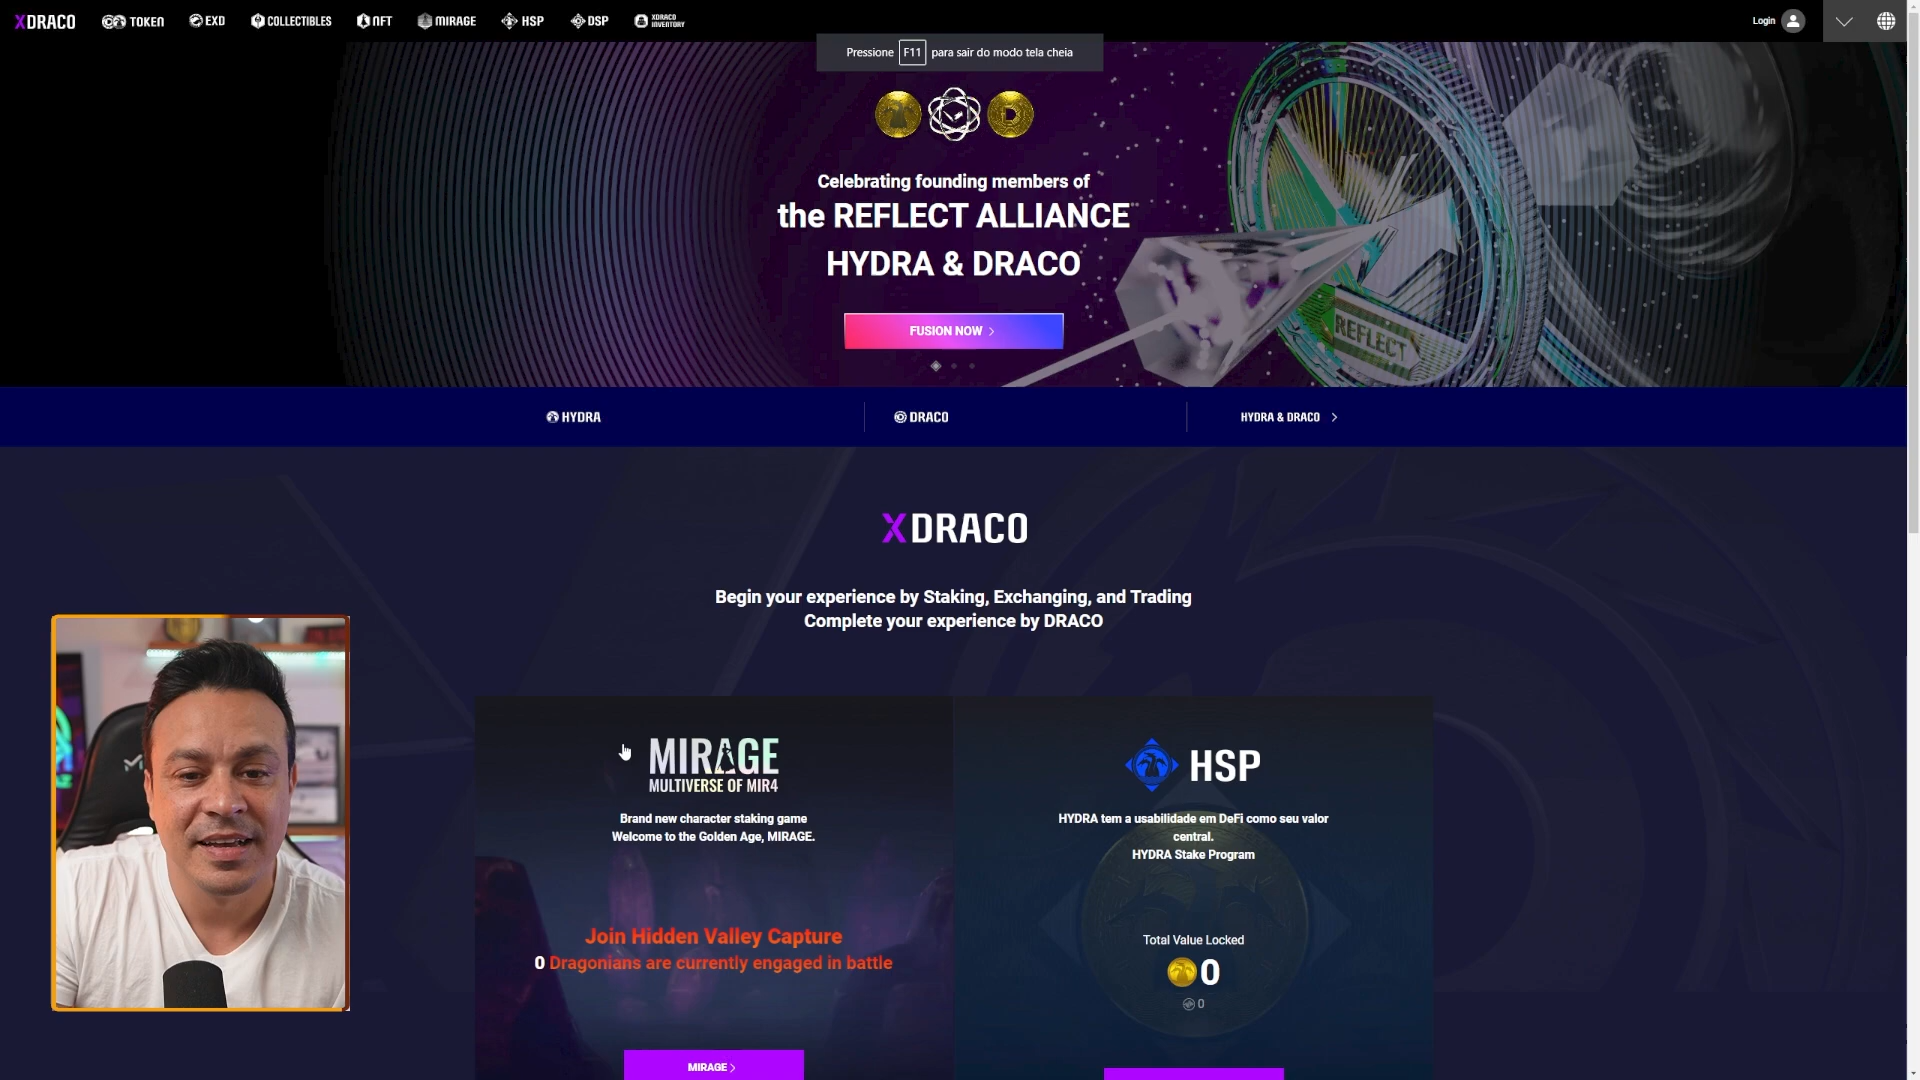 XDRACO
TOKEN
EXD
COLLECTIBLES
NFT
MIRAGE
HSP
DSP
XDRACO
INVENTORY
Login
Pressione F11 para sair do modo tela cheia
Celebrating founding members of
the REFLECT ALLIANCE
HYDRA & DRACO
FUSION NOW >
REFLECT
HYDRA
DRACO
HYDRA & DRACO >
XDRACO
Begin your experience by Staking, Exchanging, and Trading
Complete your experience by DRACO
MIRAGE
MULTIVERSE OF MIR4
Brand new character staking game
Welcome to the Golden Age, MIRAGE.
Join Hidden Valley Capture
0 Dragonians are currently engaged in battle
MIRAGE >
HSP
HYDRA tem a usabilidade em DeFi como seu valor
central.
HYDRA Stake Program
Total Value Locked
0
0